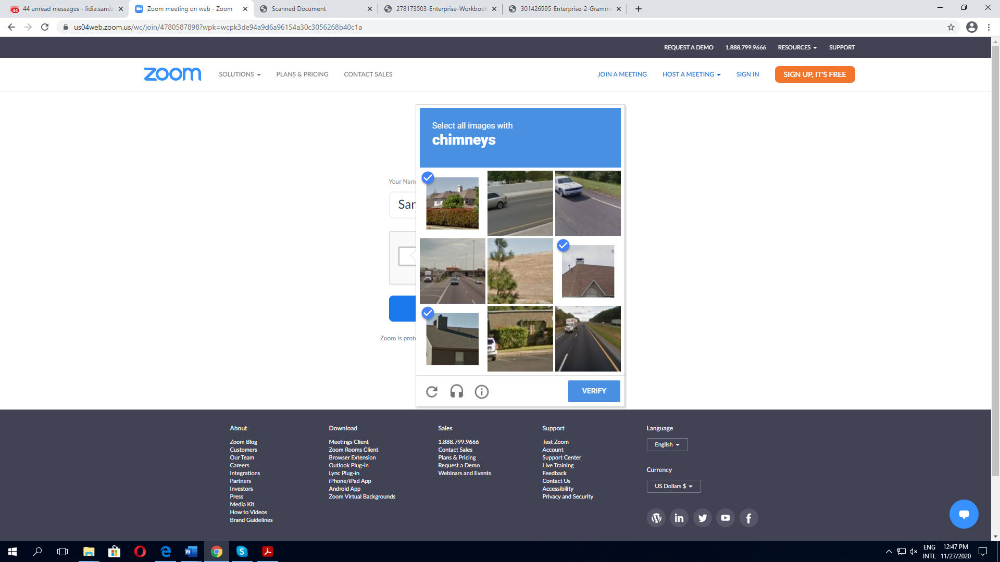 44 unread messages - lidia.sanda
Zoom meeting on web - Zoom
Scanned Document
278173503-Enterprise-Workbook
301426995-Enterprise-2-Gramma
us04web.zoom.us/wc/join/4780587898?wpk=wcpk3de94a9d6a96154a30c3056268b40c1a
REQUEST A DEMO 1.888.799.9666 RESOURCES SUPPORT
zoom SOLUTIONS PLANS & PRICING CONTACT SALES JOIN A MEETING HOST A MEETING SIGN IN SIGN UP, IT'S FREE
Select all images with
chimneys
Your Nam
San
Zoom is prote
VERIFY
About
Zoom Blog
Customers
Our Team
Careers
Integrations
Partners
Investors
Press
Media Kit
How to Videos
Brand Guidelines
Download
Meetings Client
Zoom Rooms Client
Browser Extension
Outlook Plug-in
Lync Plug-in
iPhone/iPad App
Android App
Zoom Virtual Backgrounds
Sales
1.888.799.9666
Contact Sales
Plans & Pricing
Request a Demo
Webinars and Events
Support
Test Zoom
Account
Support Center
Live Training
Feedback
Contact Us
Accessibility
Privacy and Security
Language
English
Currency
US Dollars $
ENG
INTL
12:47 PM
11/27/2020